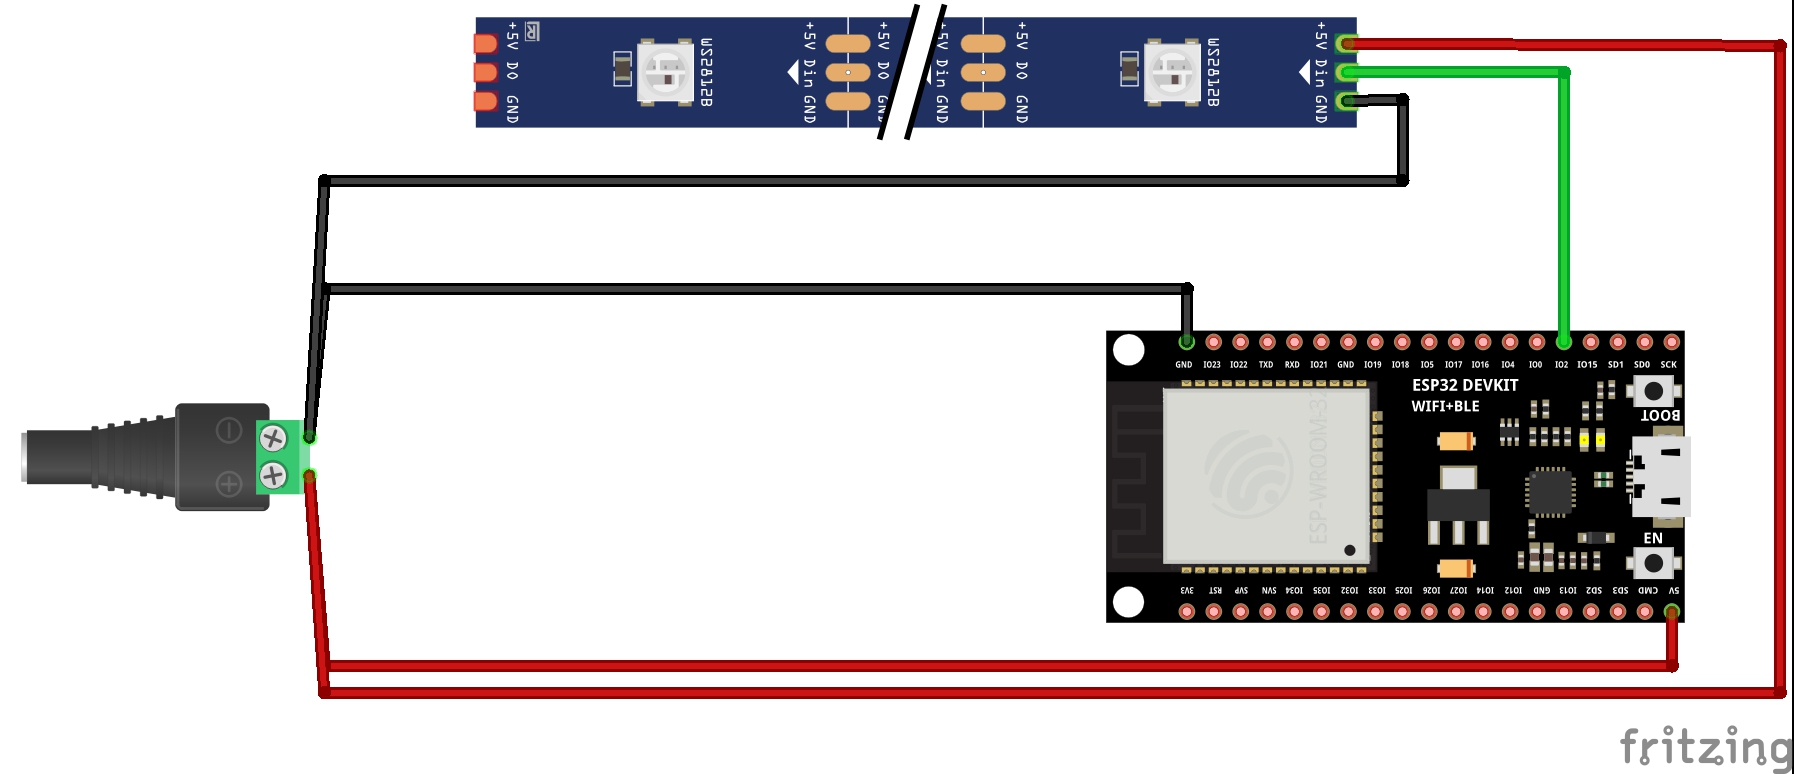 +5V DO GND
R
WS2812B
+5V Din GND
+5V DO GND
+5V Din GND
+5V DO GND
WS2812B
+5V Din GND
GND IO23 IO22 TXD RXD IO21 GND IO19 IO18 IO5 IO17 IO16 IO4 IO0 IO2 IO15 SD1 SD0 SCK
ESP32 DEVKIT
WIFI+BLE
BOOT
ESP-WROOM-32
EN
3V3 RST SVP SVN IO34 IO35 IO32 IO33 IO25 IO26 IO27 IO14 IO12 GND IO13 SD2 SD3 CMD 5V
fritzing